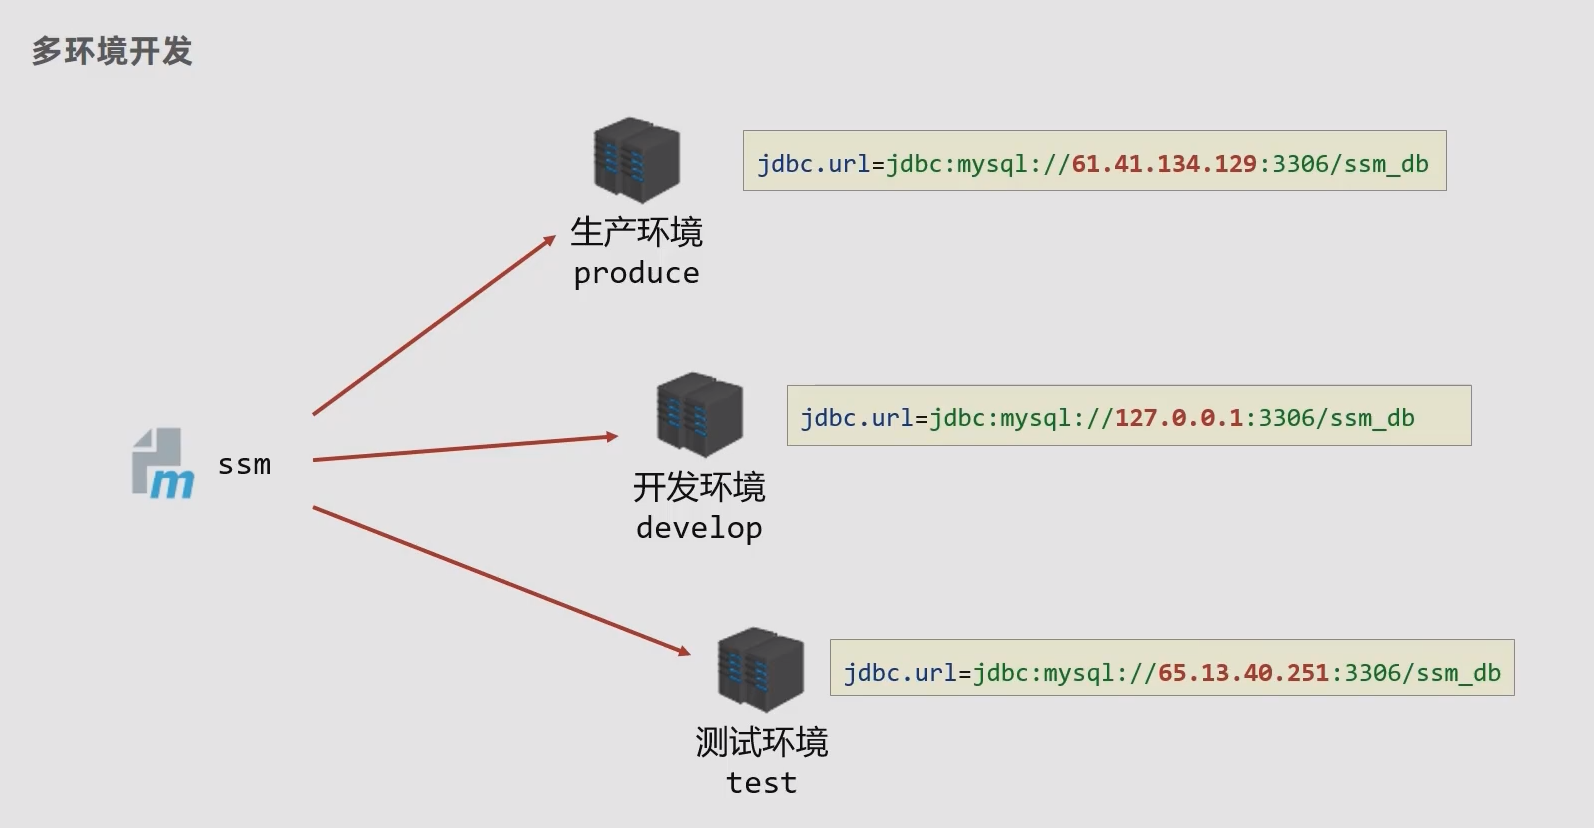 多环境开发
jdbc.url=jdbc:mysql://61.41.134.129:3306/ssm_db
生产环境
produce
jdbc.url=jdbc:mysql://127.0.0.1:3306/ssm_db
m
ssm
开发环境
develop
jdbc.url=jdbc:mysql://65.13.40.251:3306/ssm_db
测试环境
test